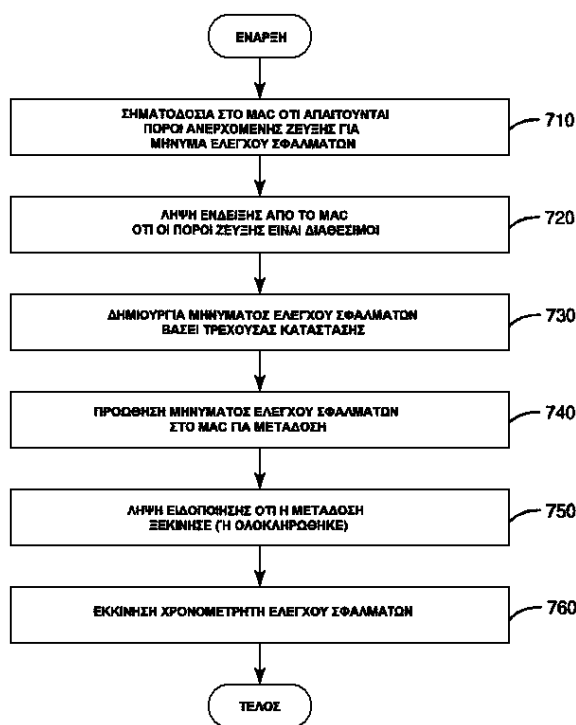 ΕΝΑΡΞΗ
ΣΗΜΑΤΟΔΟΣΙΑ ΣΤΟ MAC ΟΤΙ ΑΠΑΙΤΟΥΝΤΑΙ
ΠΟΡΟΙ ΑΝΕΡΧΟΜΕΝΗΣ ΖΕΥΞΗΣ ΓΙΑ
ΜΗΝΥΜΑ ΕΛΕΓΧΟΥ ΣΦΑΛΜΑΤΩΝ
710
ΛΗΨΗ ΕΝΔΕΙΞΗΣ ΑΠΟ ΤΟ MAC
ΟΤΙ ΟΙ ΠΟΡΟΙ ΖΕΥΞΗΣ ΕΙΝΑΙ ΔΙΑΘΕΣΙΜΟΙ
720
ΔΗΜΙΟΥΡΓΙΑ ΜΗΝΥΜΑΤΟΣ ΕΛΕΓΧΟΥ ΣΦΑΛΜΑΤΩΝ
ΒΑΣΕΙ ΤΡΕΧΟΥΣΑΣ ΚΑΤΑΣΤΑΣΗΣ
730
ΠΡΟΩΘΗΣΗ ΜΗΝΥΜΑΤΟΣ ΕΛΕΓΧΟΥ ΣΦΑΛΜΑΤΩΝ
ΣΤΟ MAC ΓΙΑ ΜΕΤΑΔΟΣΗ
740
ΛΗΨΗ ΕΙΔΟΠΟΙΗΣΗΣ ΟΤΙ Η ΜΕΤΑΔΟΣΗ
ΞΕΚΙΝΗΣΕ (Ή ΟΛΟΚΛΗΡΩΘΗΚΕ)
750
ΕΚΚΙΝΗΣΗ ΧΡΟΝΟΜΕΤΡΗΤΗ ΕΛΕΓΧΟΥ ΣΦΑΛΜΑΤΩΝ
760
ΤΕΛΟΣ